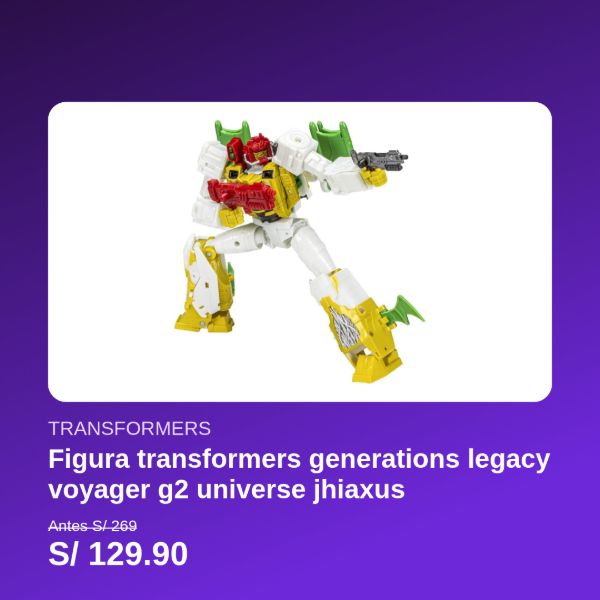 TRANSFORMERS
Figura transformers generations legacy
voyager g2 universe jhiaxus
Antes S/ 269
S/ 129.90